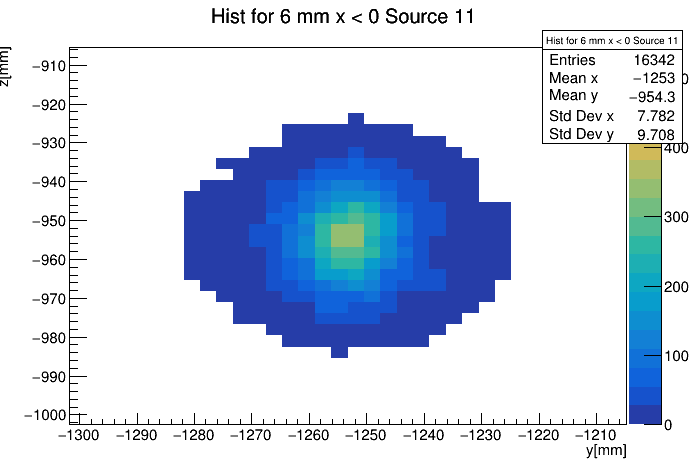 Hist for 6 mm x < 0 Source 11
Hist for 6 mm x < 0 Source 11
Entries 16342
Mean x −1253
Mean y −954.3
Std Dev x 7.782
Std Dev y 9.708
z[mm]
−910
−920
−930
−940
−950
−960
−970
−980
−990
−1000
−1300 −1290 −1280 −1270 −1260 −1250 −1240 −1230 −1220 −1210
y[mm]
400
300
200
100
0